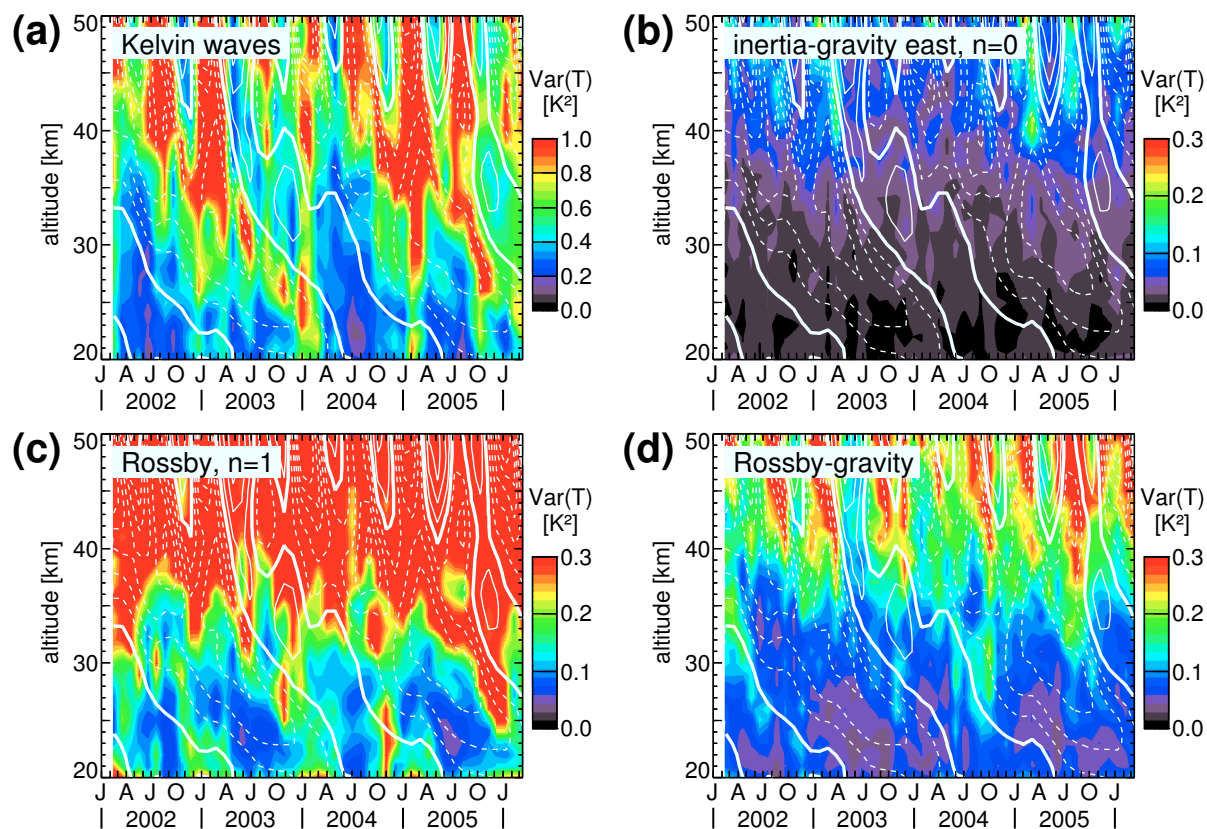 (a)
Kelvin waves
50
40
30
20
altitude [km]
J A J O J A J O J A J O J A J O J
| 2002 | 2003 | 2004 | 2005 |
Var(T)
[K²]
1.0
0.8
0.6
0.4
0.2
0.0
(b)
inertia-gravity east, n=0
50
40
30
20
altitude [km]
J A J O J A J O J A J O J A J O J
| 2002 | 2003 | 2004 | 2005 |
Var(T)
[K²]
0.3
0.2
0.1
0.0
(c)
Rossby, n=1
50
40
30
20
altitude [km]
J A J O J A J O J A J O J A J O J
| 2002 | 2003 | 2004 | 2005 |
Var(T)
[K²]
0.3
0.2
0.1
0.0
(d)
Rossby-gravity
50
40
30
20
altitude [km]
J A J O J A J O J A J O J A J O J
| 2002 | 2003 | 2004 | 2005 |
Var(T)
[K²]
0.3
0.2
0.1
0.0